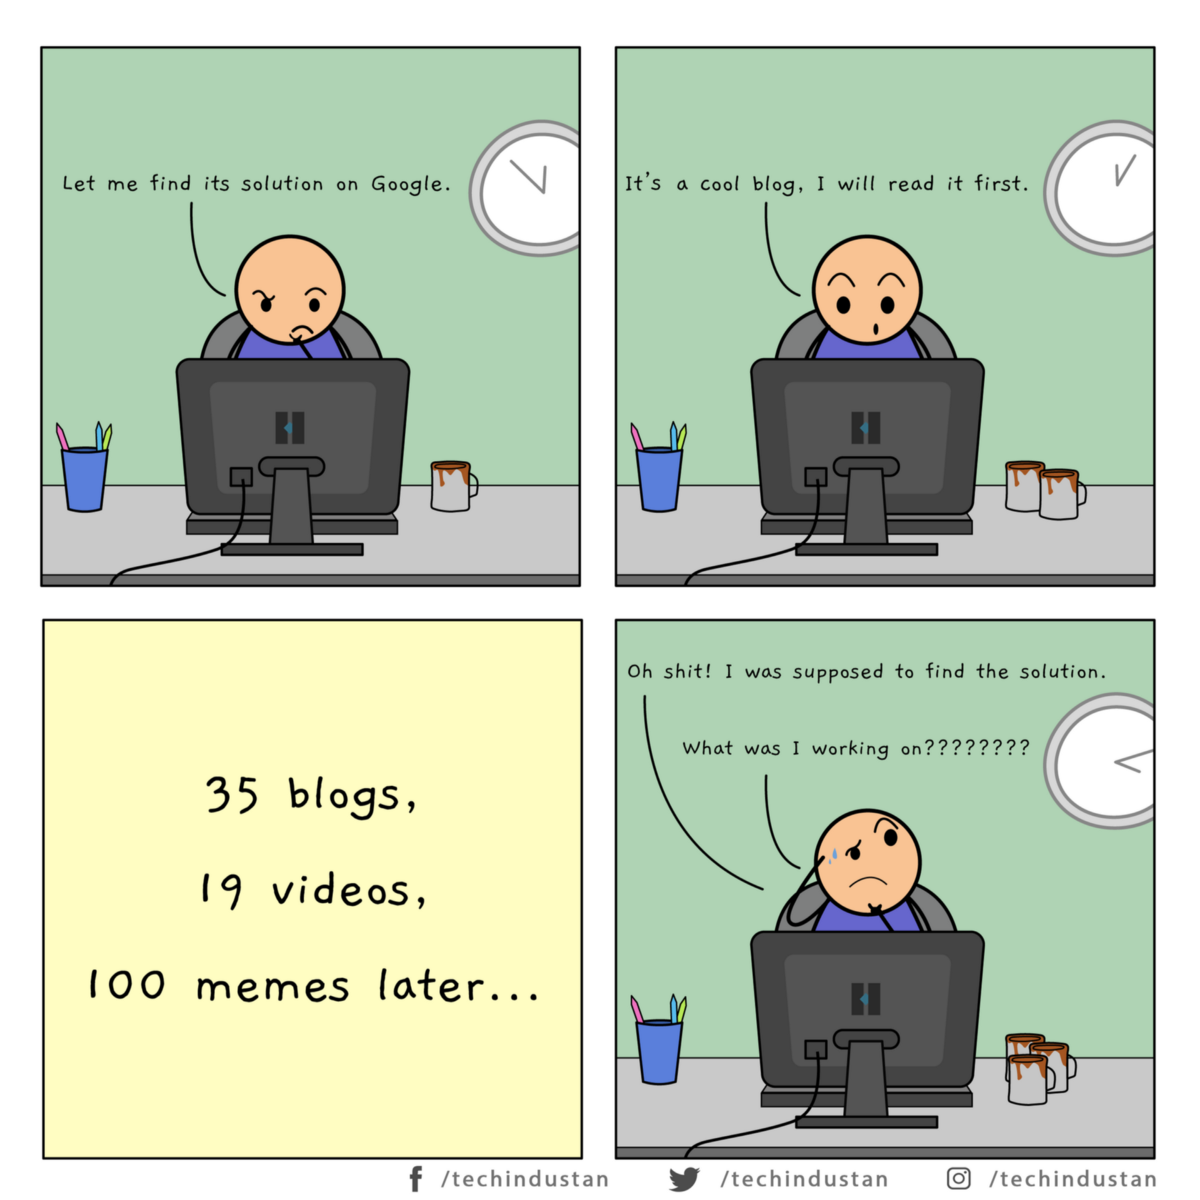 Let me find its solution on Google.
It's a cool blog, I will read it first.
35 blogs,
19 videos,
100 memes later...
Oh shit! I was supposed to find the solution.
What was I working on????????
/techindustan
/techindustan
/techindustan